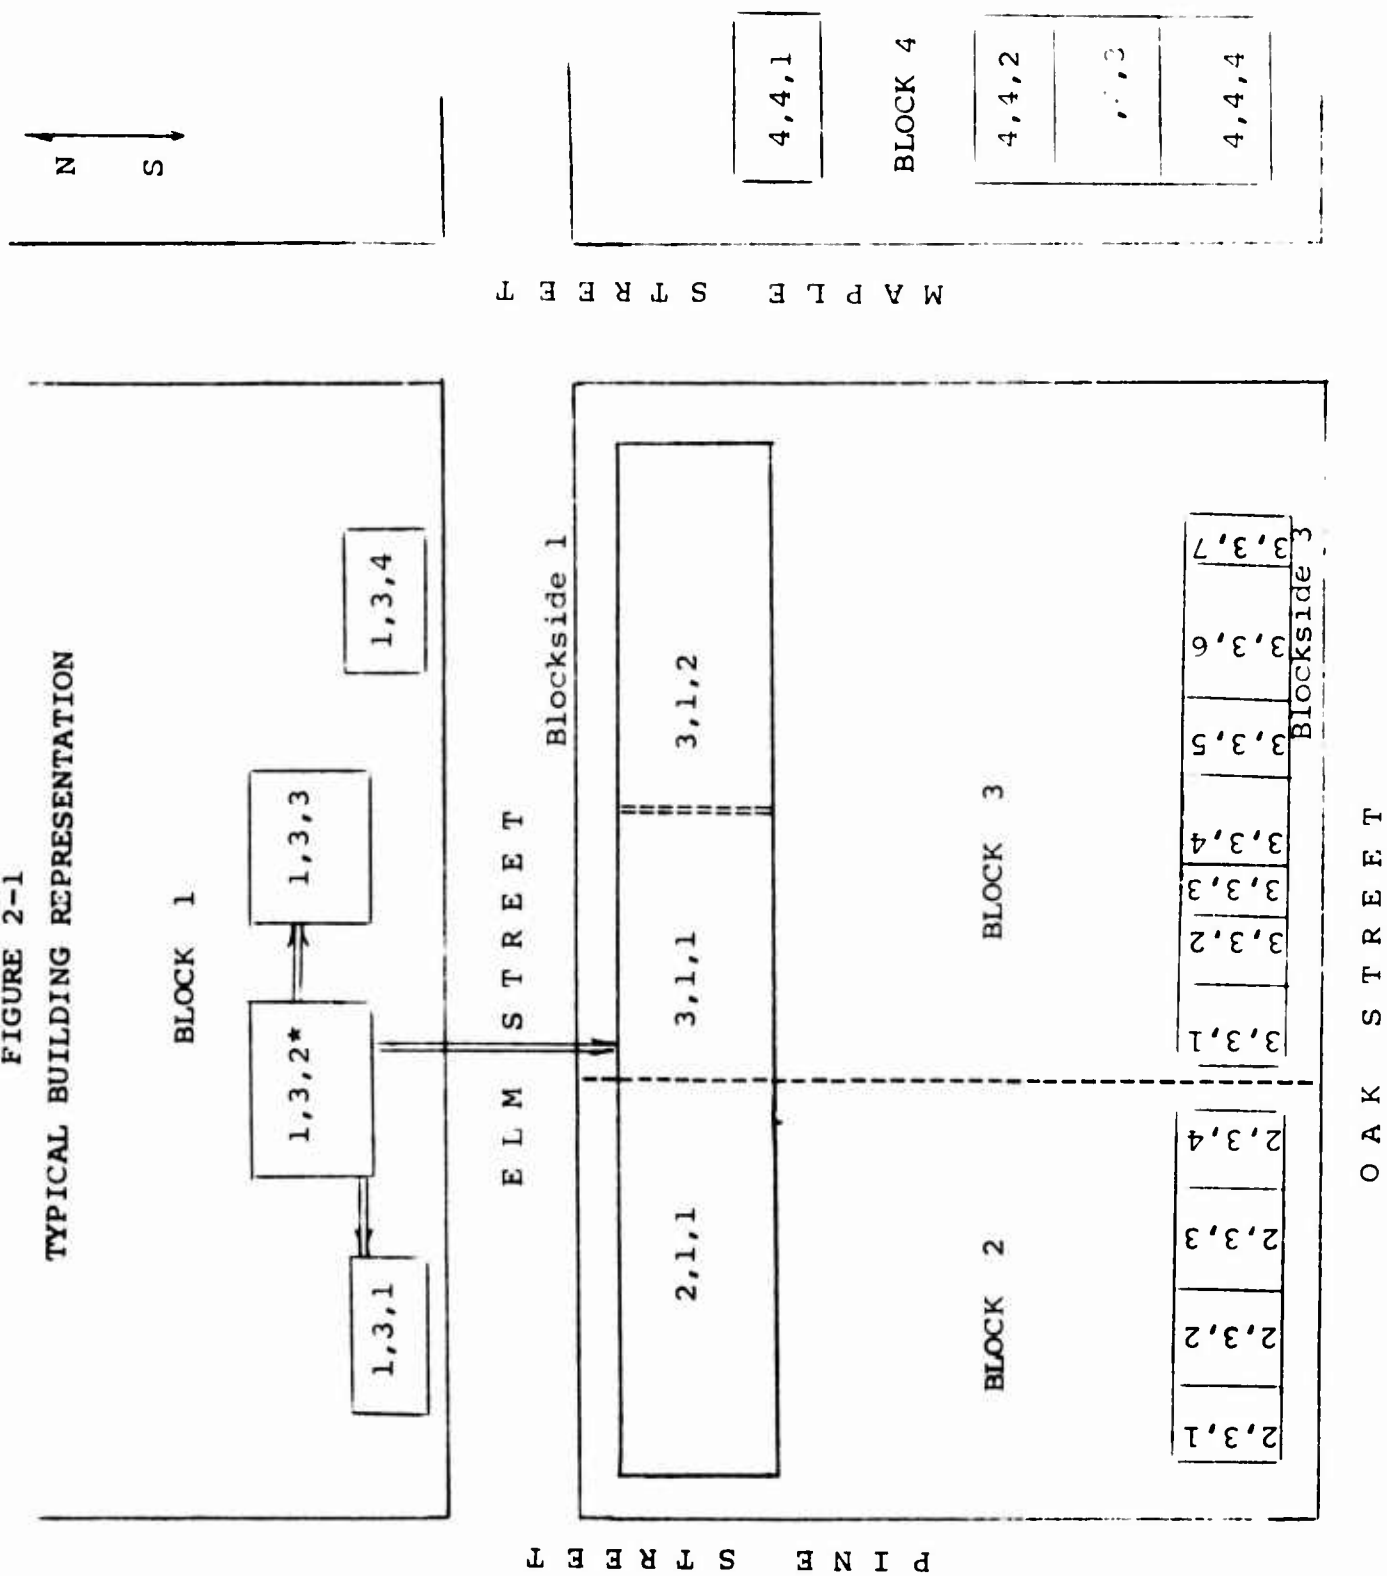 FIGURE 2-1
TYPICAL BUILDING REPRESENTATION
N
S
BLOCK 1
1,3,1
1,3,2*
1,3,3
1,3,4
ELM STREET
MAPLE STREET
PINE STREET
Blockside 1
2,1,1
3,1,1
3,1,2
BLOCK 2
BLOCK 3
BLOCK 4
4,4,1
4,4,2
4,4,4
2,3,1
2,3,2
2,3,3
2,3,4
3,3,1
3,3,2
3,3,3
3,3,4
3,3,5
3,3,6
3,3,7
Blockside 3
OAK STREET